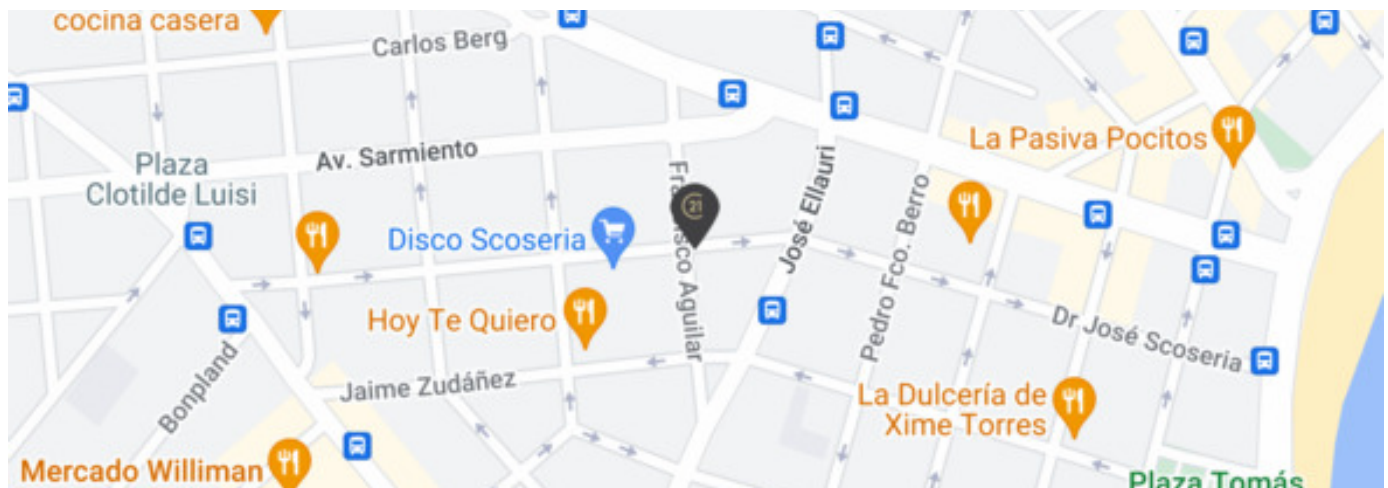 cocina casera
Carlos Berg
La Pasiva Pocitos
Av. Sarmiento
Plaza
Clotilde Luisi
José Ellauri
Pedro Fco. Berro
21
Disco Scoseria
Aguilar
Hoy Te Quiero
Dr José Scoseria
Jaime Zudáñez
Bonpland
La Dulcería de
Xime Torres
Mercado Williman
Plaza Tomás